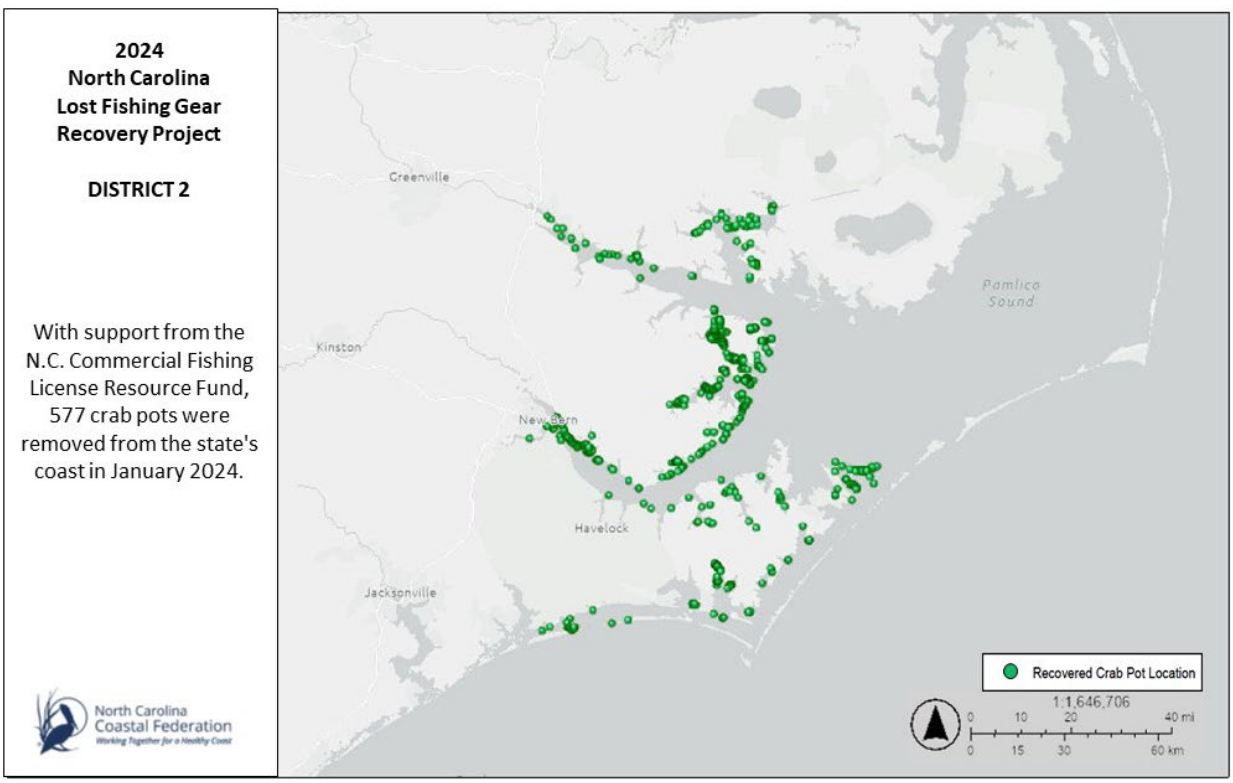 2024
North Carolina
Lost Fishing Gear
Recovery Project
DISTRICT 2
With support from the
N.C. Commercial Fishing
License Resource Fund,
577 crab pots were
removed from the state's
coast in January 2024.
North Carolina
Coastal Federation
Working Together for a Healthy Coast
Greenville
Kinston
New Bern
Havelock
Jacksonville
Pamlico
Sound
Recovered Crab Pot Location
1:1,646,706
0 10 20 40 mi
0 15 30 60 km